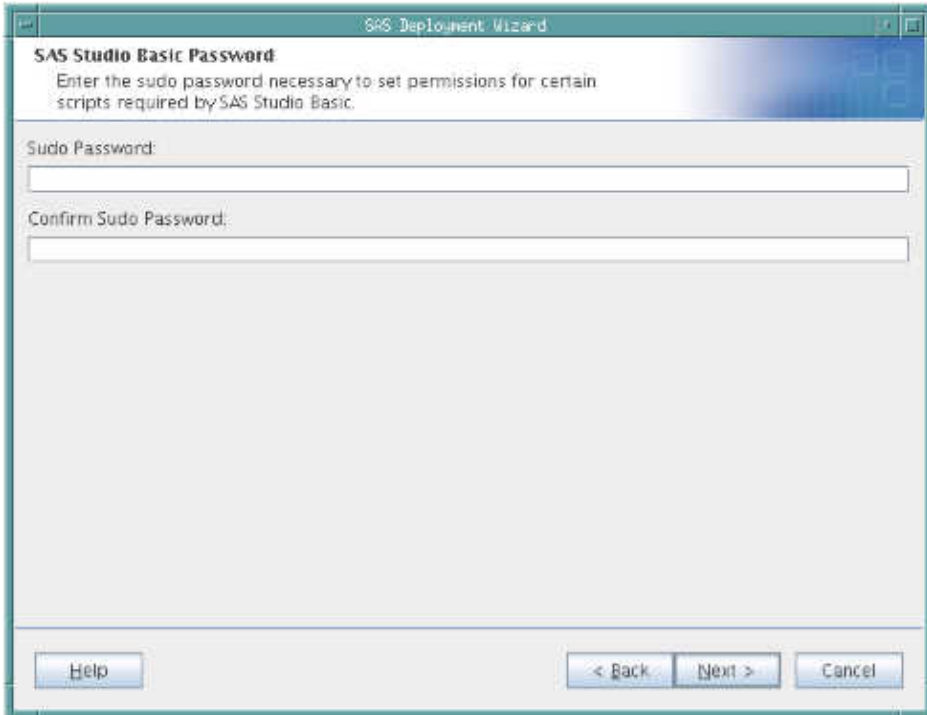 SAS Deployment Wizard
SAS Studio Basic Password
Enter the sudo password necessary to set permissions for certain
scripts required by SAS Studio Basic.
Sudo Password:
Confirm Sudo Password:
Help
< Back
Next >
Cancel